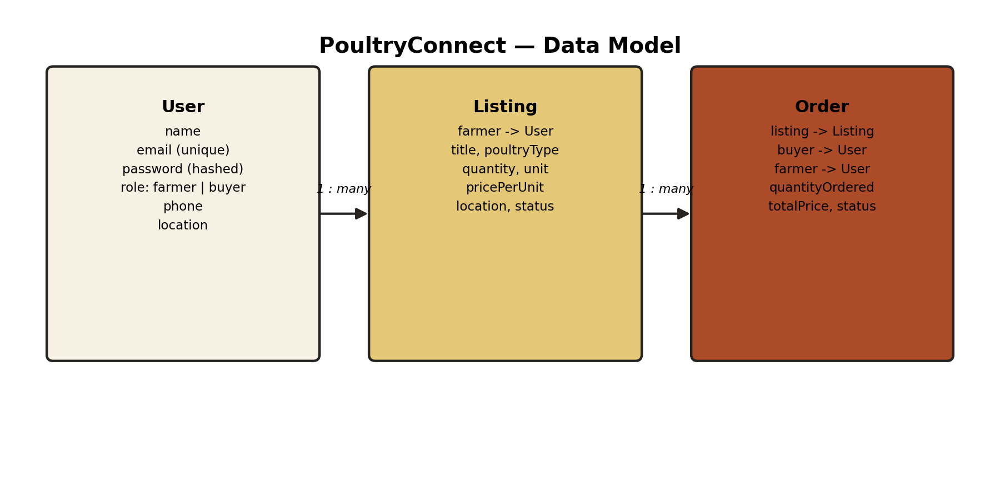 PoultryConnect — Data Model
User
name
email (unique)
password (hashed)
role: farmer | buyer
phone
location
1 : many
Listing
farmer -> User
title, poultryType
quantity, unit
pricePerUnit
location, status
1 : many
Order
listing -> Listing
buyer -> User
farmer -> User
quantityOrdered
totalPrice, status